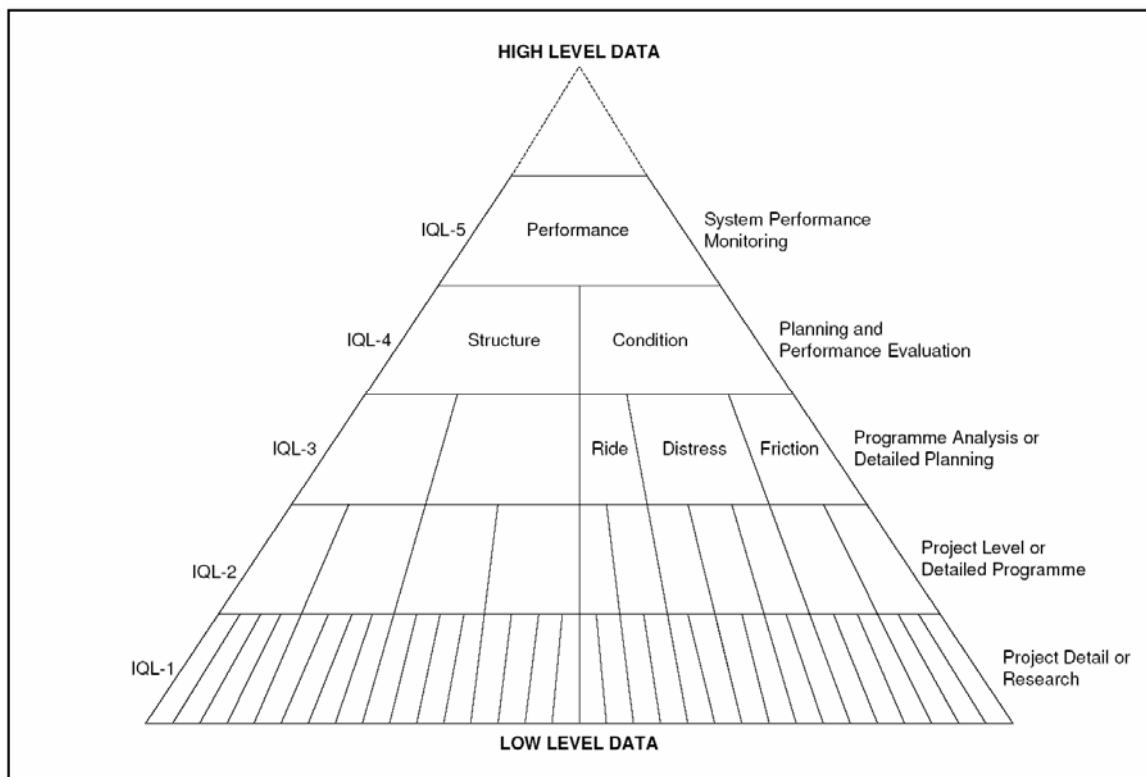 HIGH LEVEL DATA
IQL-5
Performance
System Performance
Monitoring
IQL-4
Structure
Condition
Planning and
Performance Evaluation
IQL-3
Ride
Distress
Friction
Programme Analysis or
Detailed Planning
IQL-2
Project Level or
Detailed Programme
IQL-1
Project Detail or
Research
LOW LEVEL DATA